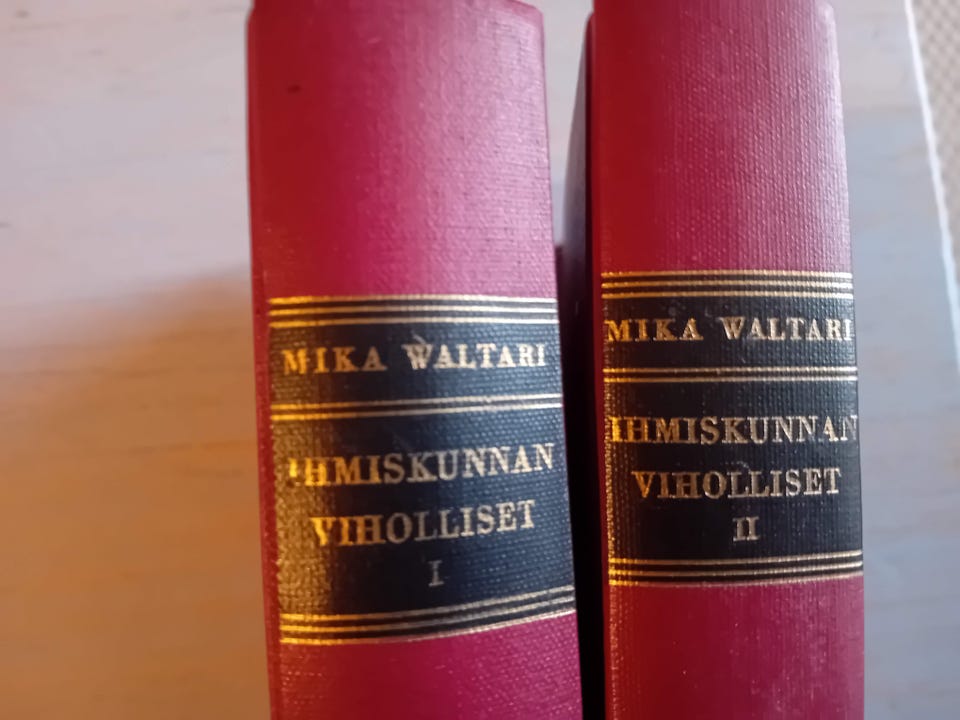 MIKA WALTARI
IHMISKUNNAN
VIHOLLISET
I
MIKA WALTARI
IHMISKUNNAN
VIHOLLISET
II